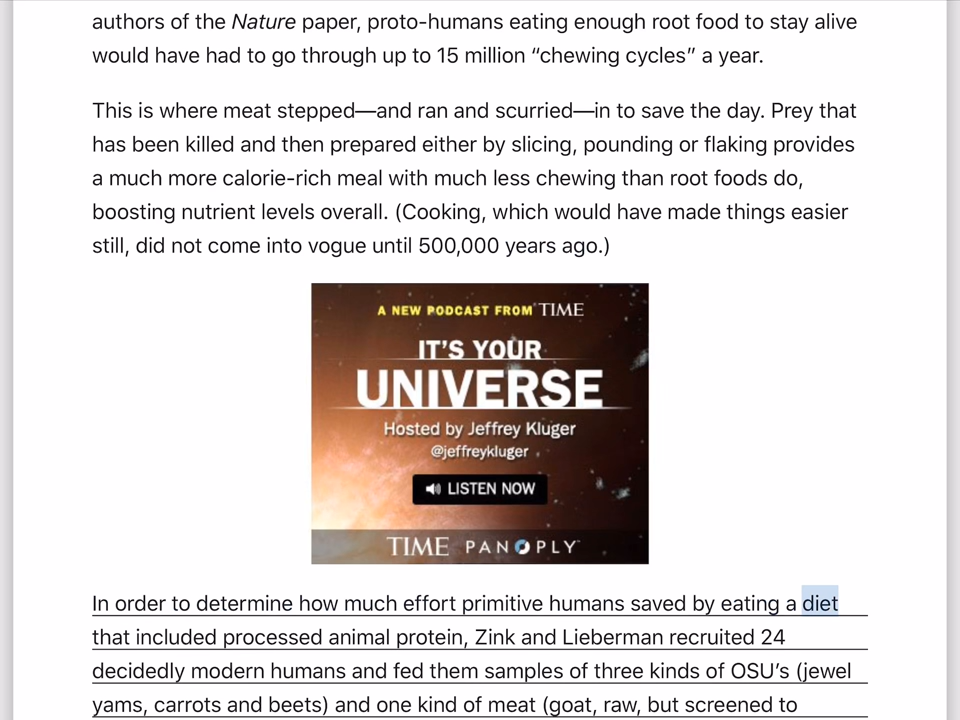 authors of the Nature paper, proto-humans eating enough root food to stay alive
would have had to go through up to 15 million “chewing cycles” a year.
This is where meat stepped—and ran and scurried—in to save the day. Prey that
has been killed and then prepared either by slicing, pounding or flaking provides
a much more calorie-rich meal with much less chewing than root foods do,
boosting nutrient levels overall. (Cooking, which would have made things easier
still, did not come into vogue until 500,000 years ago.)
A NEW PODCAST FROM TIME
IT’S YOUR
UNIVERSE
Hosted by Jeffrey Kluger
@jeffreykluger
LISTEN NOW
TIME PANOPLY
In order to determine how much effort primitive humans saved by eating a diet
that included processed animal protein, Zink and Lieberman recruited 24
decidedly modern humans and fed them samples of three kinds of OSU’s (jewel
yams, carrots and beets) and one kind of meat (goat, raw, but screened to